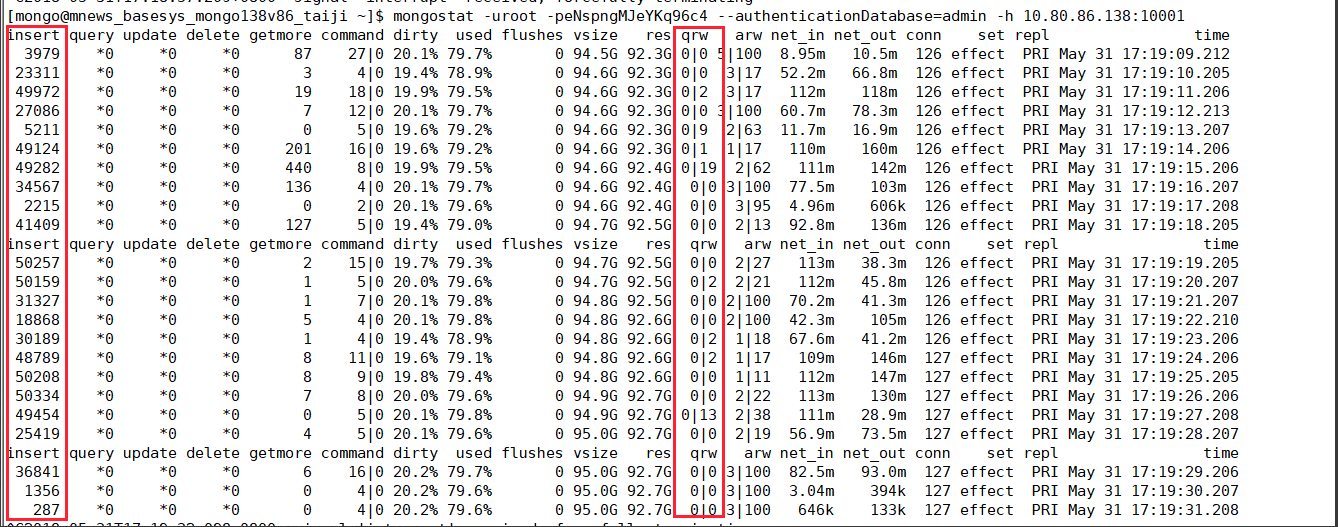 [mongo@mnews_basesys_mongo138v86_taiji ~]$ mongostat -uroot -peNspngMJeYKq96c4 --authenticationDatabase=admin -h 10.80.86.138:10001
insert query update delete getmore command dirty used flushes vsize res qrw arw net_in net_out conn set repl time
3979 *0 *0 *0 87 27|0 20.1% 79.7% 0 94.5G 92.3G 0|0 5|100 8.95m 10.5m 126 effect PRI May 31 17:19:09.212
23311 *0 *0 *0 3 4|0 19.4% 78.9% 0 94.6G 92.3G 0|0 3|17 52.2m 66.8m 126 effect PRI May 31 17:19:10.205
49972 *0 *0 *0 19 18|0 19.9% 79.5% 0 94.6G 92.3G 0|2 3|17 112m 118m 126 effect PRI May 31 17:19:11.206
27086 *0 *0 *0 7 12|0 20.1% 79.7% 0 94.6G 92.3G 0|0 3|100 60.7m 78.3m 126 effect PRI May 31 17:19:12.213
5211 *0 *0 *0 0 5|0 19.6% 79.2% 0 94.6G 92.3G 0|9 2|63 11.7m 16.9m 126 effect PRI May 31 17:19:13.207
49124 *0 *0 *0 201 16|0 19.6% 79.2% 0 94.6G 92.3G 0|1 1|17 110m 160m 126 effect PRI May 31 17:19:14.206
49282 *0 *0 *0 440 8|0 19.9% 79.5% 0 94.6G 92.4G 0|19 2|62 111m 142m 126 effect PRI May 31 17:19:15.206
34567 *0 *0 *0 136 4|0 20.1% 79.7% 0 94.6G 92.4G 0|0 3|100 77.5m 103m 126 effect PRI May 31 17:19:16.207
2215 *0 *0 *0 0 2|0 20.1% 79.6% 0 94.6G 92.4G 0|0 3|95 4.96m 606k 126 effect PRI May 31 17:19:17.208
41409 *0 *0 *0 127 5|0 19.4% 79.0% 0 94.7G 92.5G 0|0 2|13 92.8m 136m 126 effect PRI May 31 17:19:18.205
insert query update delete getmore command dirty used flushes vsize res qrw arw net_in net_out conn set repl time
50257 *0 *0 *0 2 15|0 19.7% 79.3% 0 94.7G 92.5G 0|0 2|27 113m 38.3m 126 effect PRI May 31 17:19:19.205
50159 *0 *0 *0 1 5|0 20.0% 79.6% 0 94.7G 92.5G 0|2 2|21 112m 45.8m 126 effect PRI May 31 17:19:20.207
31327 *0 *0 *0 1 7|0 20.1% 79.8% 0 94.8G 92.5G 0|0 2|100 70.2m 41.3m 126 effect PRI May 31 17:19:21.207
18868 *0 *0 *0 5 4|0 20.1% 79.8% 0 94.8G 92.6G 0|0 2|100 42.3m 105m 126 effect PRI May 31 17:19:22.210
30189 *0 *0 *0 1 4|0 19.4% 78.9% 0 94.8G 92.6G 0|2 1|18 67.6m 41.2m 126 effect PRI May 31 17:19:23.206
48789 *0 *0 *0 8 11|0 19.6% 79.1% 0 94.8G 92.6G 0|2 1|17 109m 146m 127 effect PRI May 31 17:19:24.206
50208 *0 *0 *0 8 9|0 19.8% 79.4% 0 94.8G 92.6G 0|0 1|11 112m 147m 127 effect PRI May 31 17:19:25.206
50334 *0 *0 *0 7 8|0 20.0% 79.6% 0 94.9G 92.7G 0|0 2|22 113m 130m 127 effect PRI May 31 17:19:26.206
49454 *0 *0 *0 0 5|0 20.1% 79.8% 0 94.9G 92.7G 0|13 2|38 111m 28.9m 127 effect PRI May 31 17:19:27.208
25419 *0 *0 *0 4 5|0 20.1% 79.6% 0 95.0G 92.7G 0|0 2|19 56.9m 73.5m 127 effect PRI May 31 17:19:28.207
insert query update delete getmore command dirty used flushes vsize res qrw arw net_in net_out conn set repl time
36841 *0 *0 *0 6 16|0 20.2% 79.7% 0 95.0G 92.7G 0|0 3|100 82.5m 93.0m 127 effect PRI May 31 17:19:29.206
1356 *0 *0 *0 0 4|0 20.2% 79.6% 0 95.0G 92.7G 0|0 3|100 3.04m 394k 127 effect PRI May 31 17:19:30.207
287 *0 *0 *0 0 4|0 20.2% 79.6% 0 95.0G 92.7G 0|0 3|100 646k 133k 127 effect PRI May 31 17:19:31.208